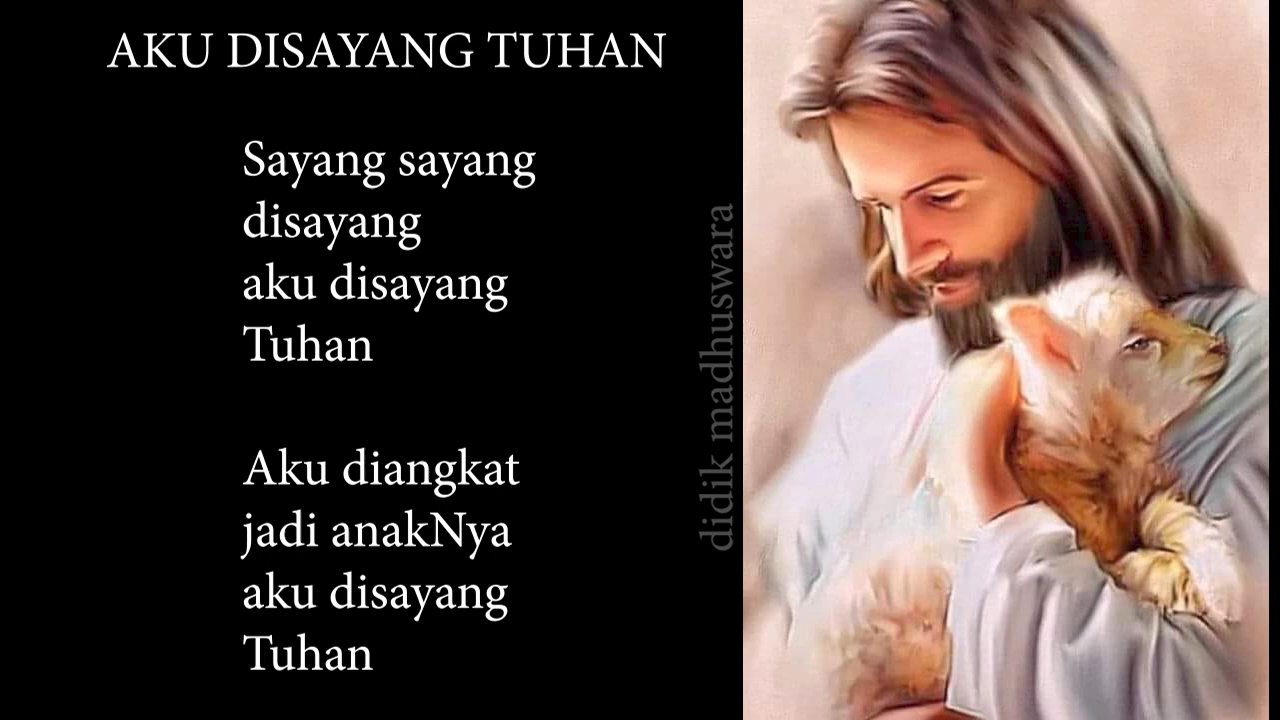 AKU DISAYANG TUHAN
Sayang sayang
disayang
aku disayang
Tuhan
Aku diangkat
jadi anakNya
aku disayang
Tuhan
didik madhuswara